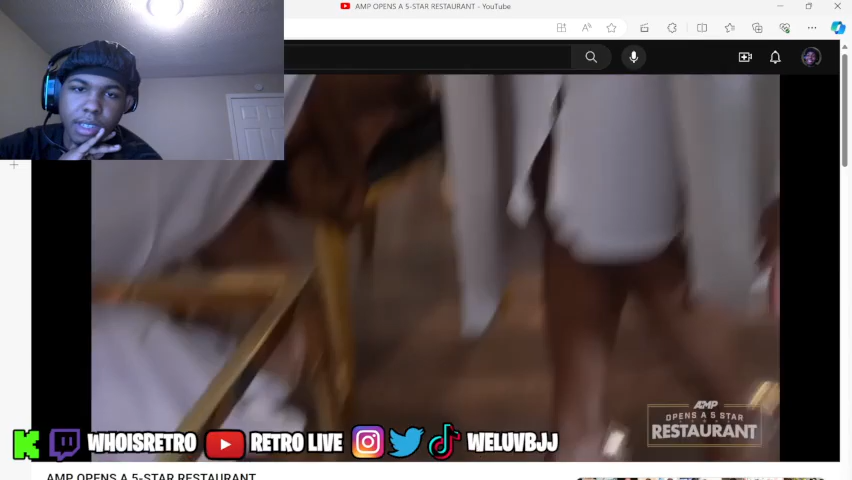 AMP OPENS A 5-STAR RESTAURANT - YouTube
AMP
OPENS A 5 STAR
RESTAURANT
WHOISRETRO RETRO LIVE WELUVBJJ
AMP OPENS A 5-STAR RESTAURANT